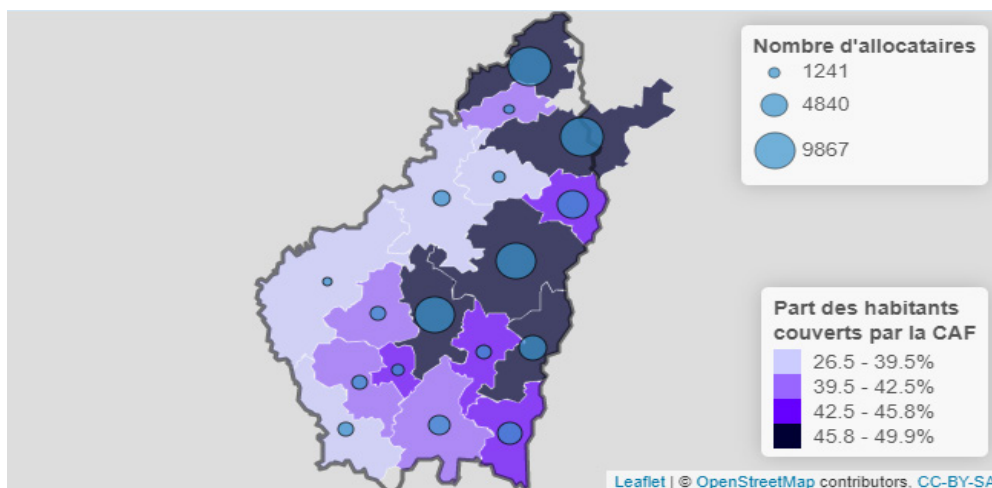 Nombre d'allocataires
1241
4840
9867
Part des habitants
couverts par la CAF
26.5 - 39.5%
39.5 - 42.5%
42.5 - 45.8%
45.8 - 49.9%
Leaflet | © OpenStreetMap contributors, CC-BY-SA